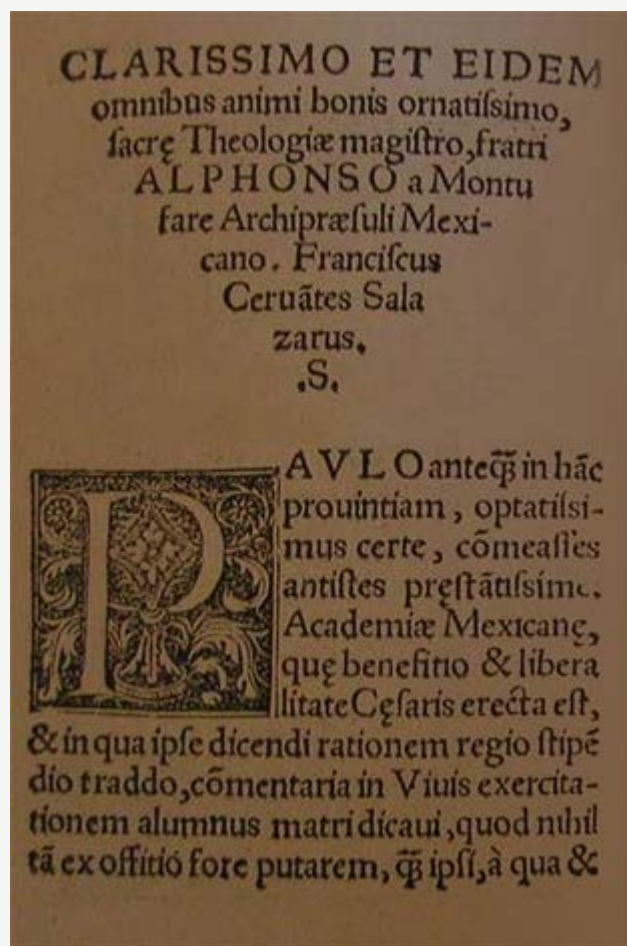 CLARISSIMO ET EIDEM
omnibus animi bonis ornatiſsimo,
ſacrę Theologiæ magiſtro, fratri
ALPHONSO a Montu
fare Archipræſuli Mexi-
cano. Franciſcus
Ceruãtes Sala
zarus.
.S.
PAVLO anteq̃ in hãc
prouintiam, optatiſsi-
mus certe, cõmeaſſes
antiſtes pręſtãtiſsime.
Academiæ Mexicanę,
quę benefitio & libera
litate Cęſaris erecta eſt,
& in qua ipſe dicendi rationem regio ſtipẽ
dio traddo, cõmentaria in Viuis exercita-
tionem alumnus matri dicaui, quod nihil
tã ex offitio fore putarem, q̃ ipſi, à qua &